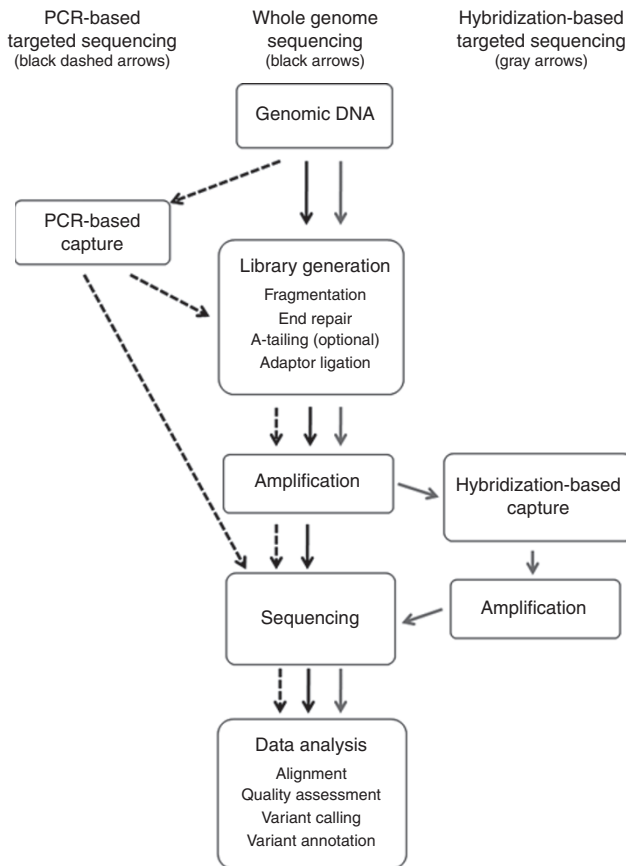 PCR-based
targeted sequencing
(black dashed arrows)
Whole genome
sequencing
(black arrows)
Hybridization-based
targeted sequencing
(gray arrows)
Genomic DNA
PCR-based
capture
Library generation
Fragmentation
End repair
A-tailing (optional)
Adaptor ligation
Amplification
Hybridization-based
capture
Amplification
Sequencing
Data analysis
Alignment
Quality assessment
Variant calling
Variant annotation